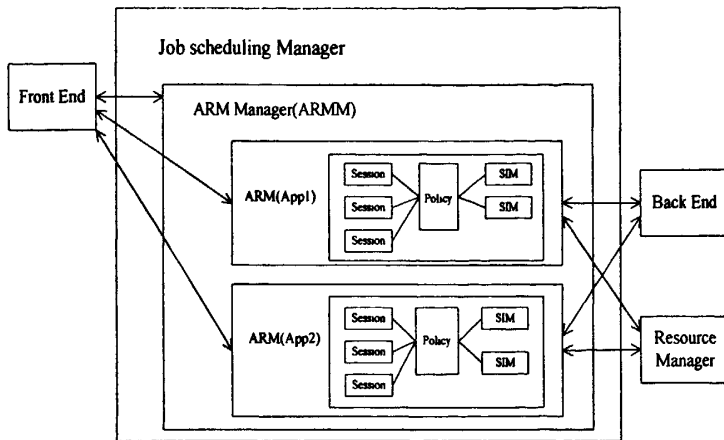 Job scheduling Manager
Front End
ARM Manager(ARMM)
ARM(App1)
Session
Session
Session
Policy
SIM
SIM
Back End
ARM(App2)
Session
Session
Session
Policy
SIM
SIM
Resource
Manager